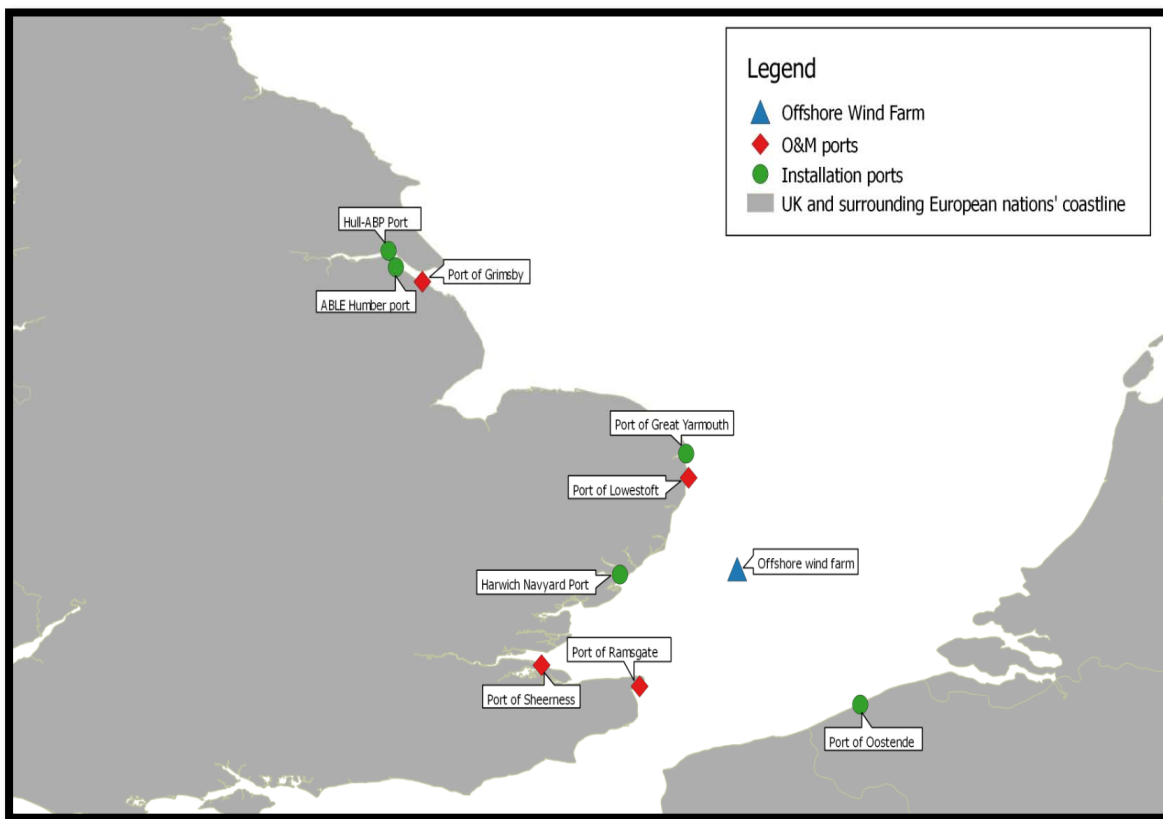 Legend
Offshore Wind Farm
O&M ports
Installation ports
UK and surrounding European nations' coastline
Hull-ABP Port
Port of Grimsby
ABLE Humber port
Port of Great Yarmouth
Port of Lowestoft
Offshore wind farm
Harwich Navyard Port
Port of Ramsgate
Port of Sheerness
Port of Oostende